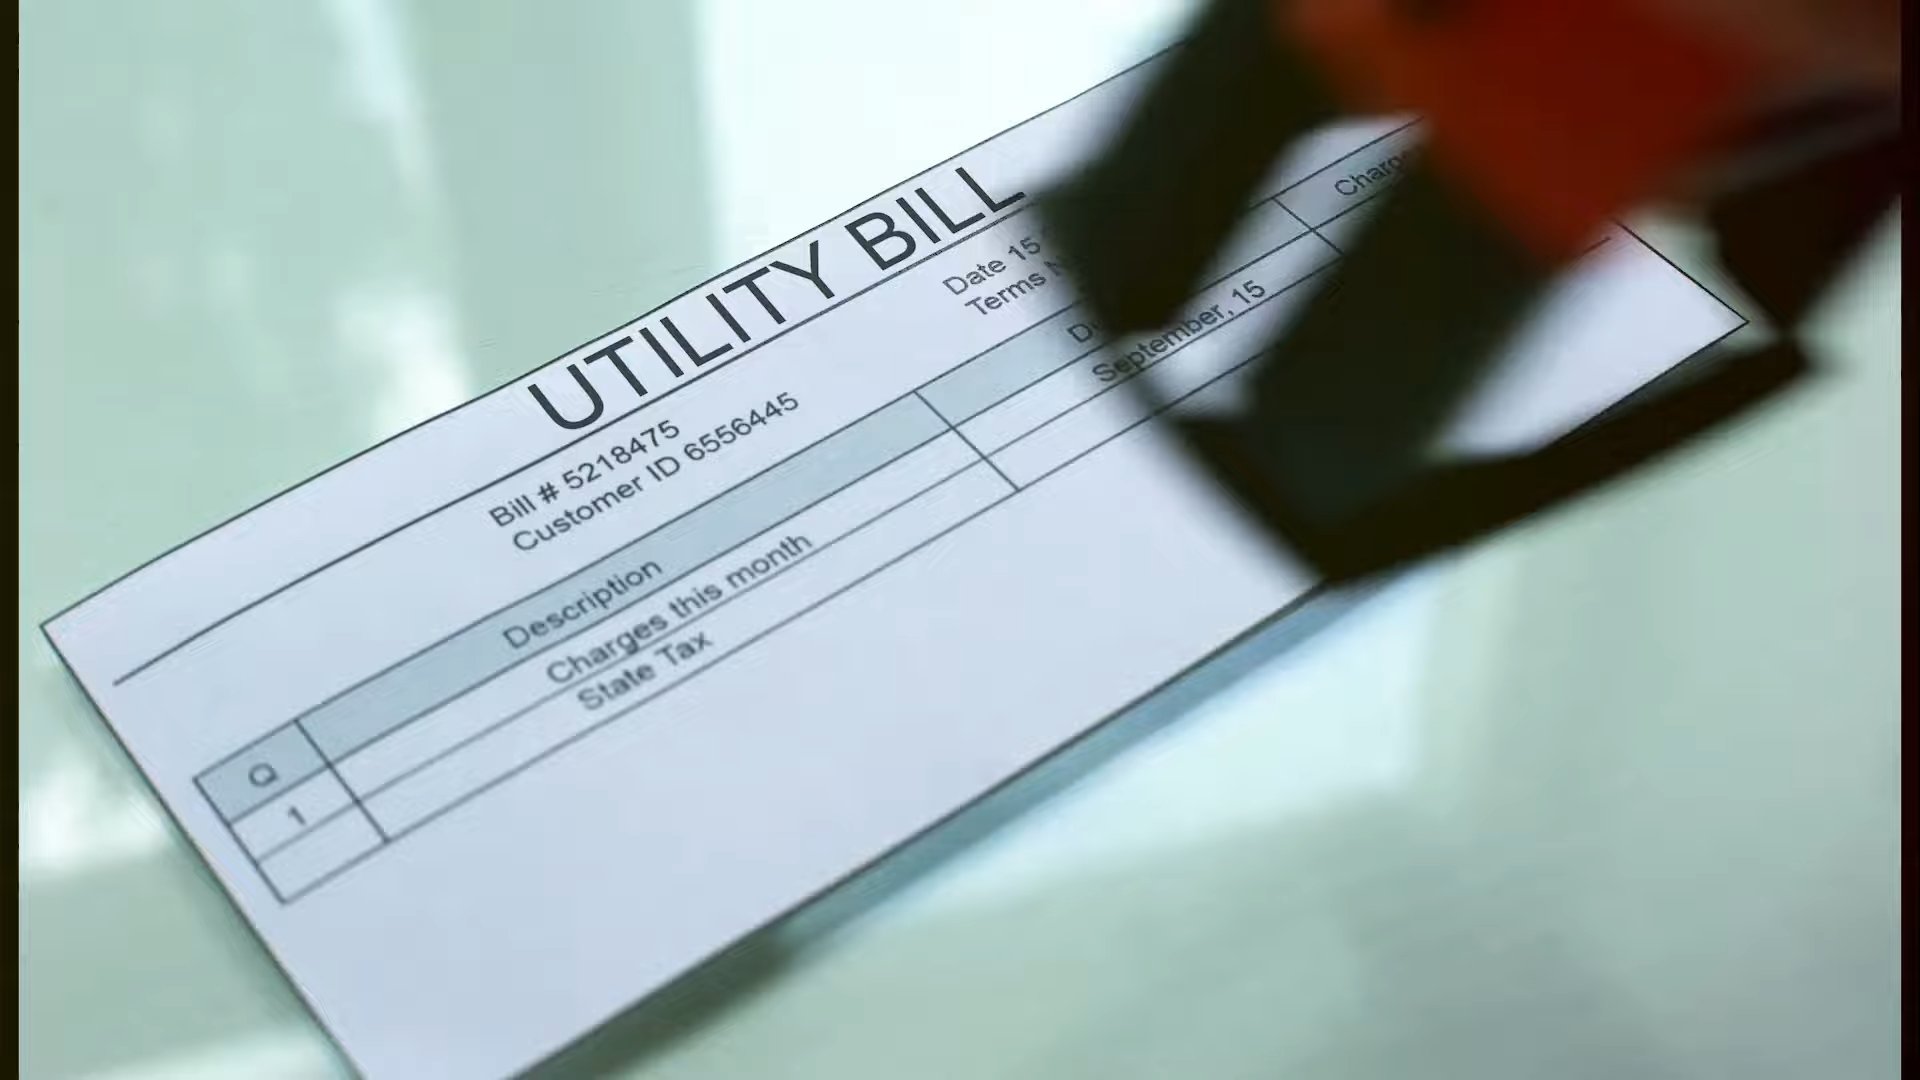 UTILITY BILL
Bill # 5218475
Customer ID 6556445
Date 15
Terms
Q Description
1 Charges this month September, 15
State Tax